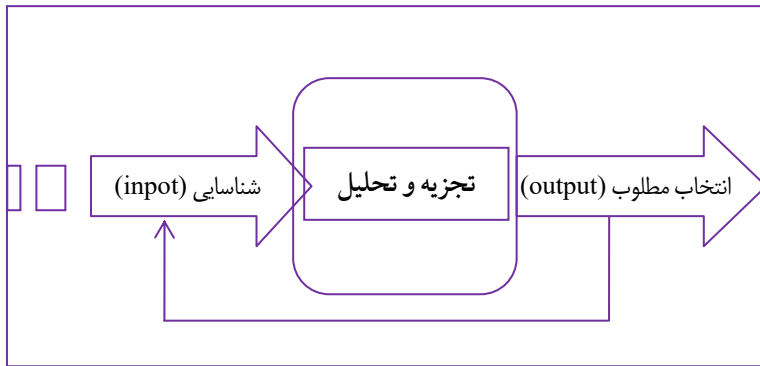 شناسایی (inpot)
تجزیه و تحلیل
انتخاب مطلوب (output)